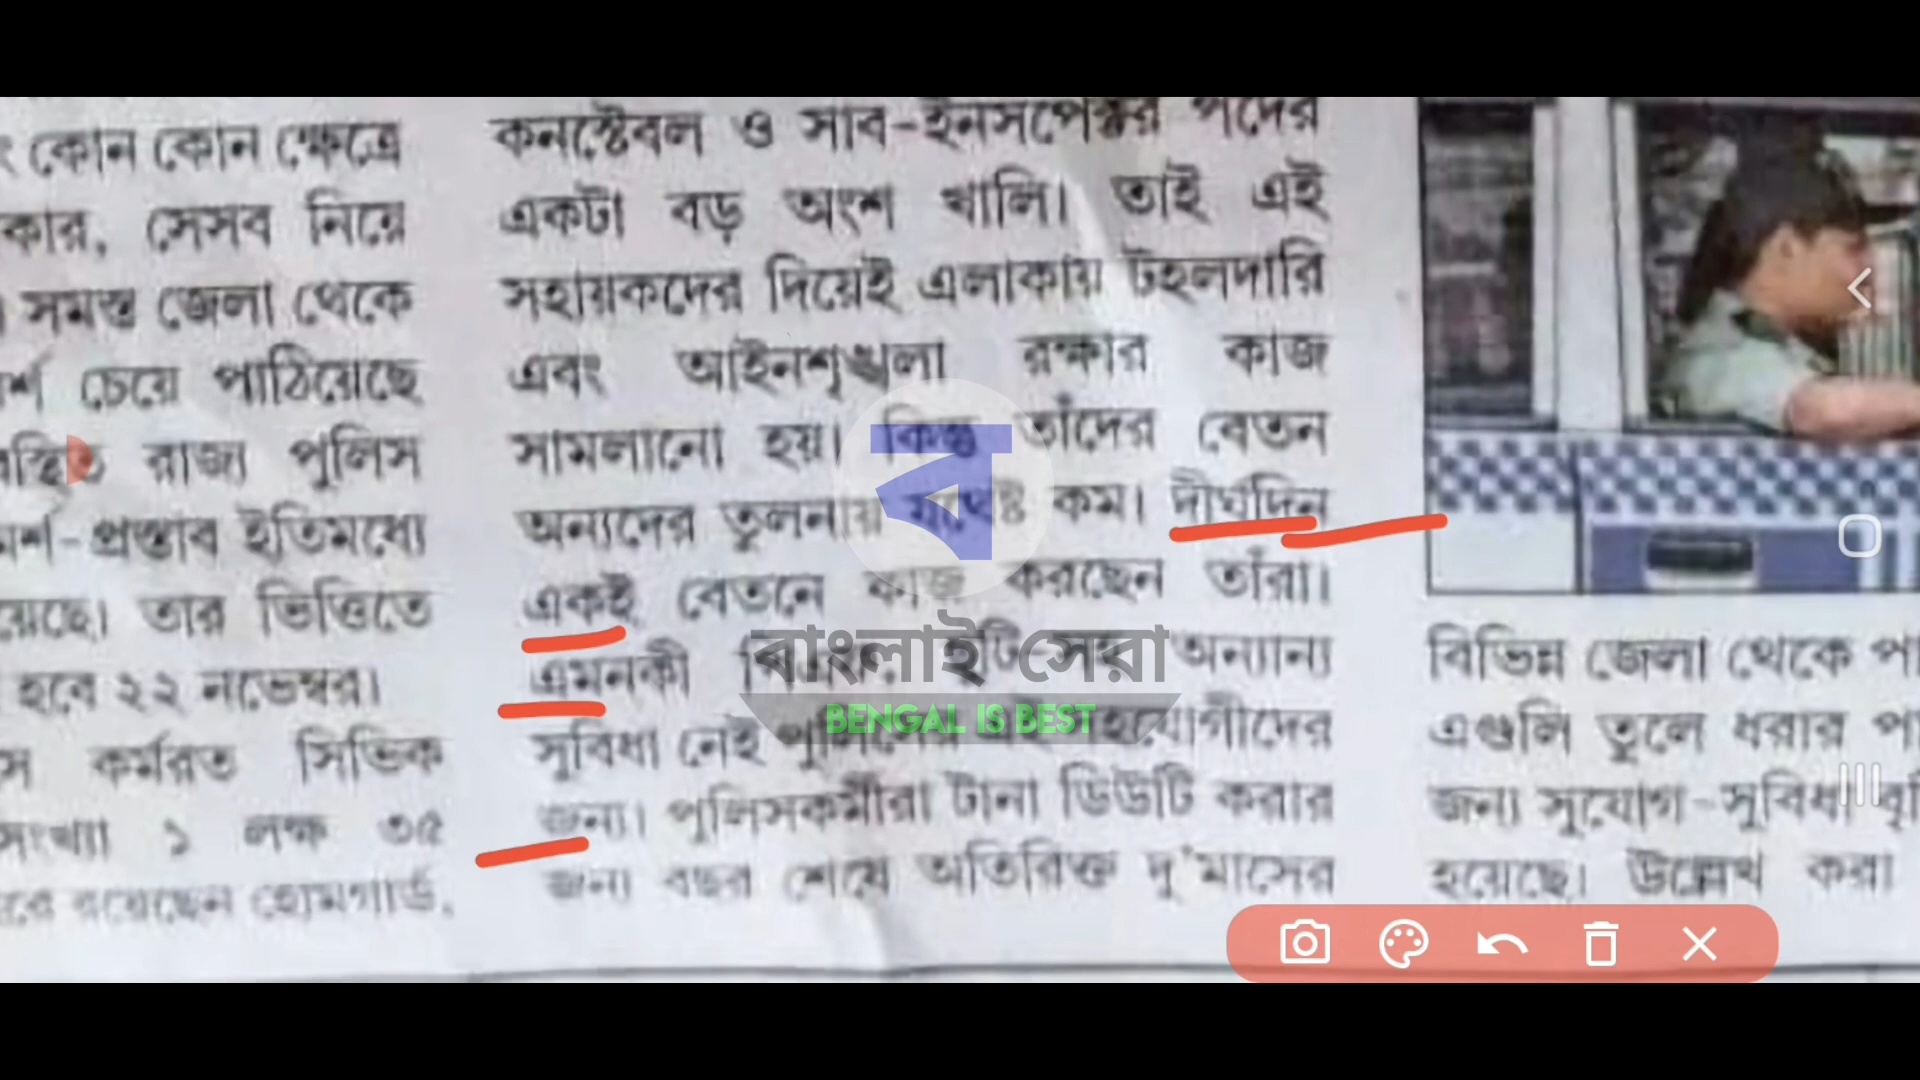 কোন কোন ক্ষেত্রে
কার, সেসব নিয়ে
সমস্ত জেলা থেকে
চেয়ে পাঠিয়েছে
রাজ্য পুলিস
প্রস্তাব ইতিমধ্যে
য়েছে। তার ভিত্তিতে
হবে ২২ নভেম্বর।
কর্মরত সিভিক
সংখ্যা ১ লক্ষ ৩৫
রয়েছেন হোমগার্ড,
কনস্টেবল ও সাব-ইনসপেক্টর পদের
একটা বড় অংশ খালি। তাই এই
সহায়কদের দিয়েই এলাকায় টহলদারি
এবং আইনশৃঙ্খলা রক্ষার কাজ
সামলানো হয়। কিন্তু তাঁদের বেতন
অন্যদের তুলনায় যথেষ্ট কম। দীর্ঘদিন
একই বেতনে কাজ করছেন তাঁরা।
এমনকী অন্যান্য
সুবিধা নেই পুলিসের এই সহযোগীদের
জন্য। পুলিসকর্মীরা টানা ডিউটি করার
জন্য বছর শেষে অতিরিক্ত দু'মাসের
বিভিন্ন জেলা থেকে
এগুলি তুলে ধরার
জন্য সুযোগ-সুবিধা
হয়েছে। উল্লেখ করা
ব
বাংলাই সেরা
BENGAL IS BEST